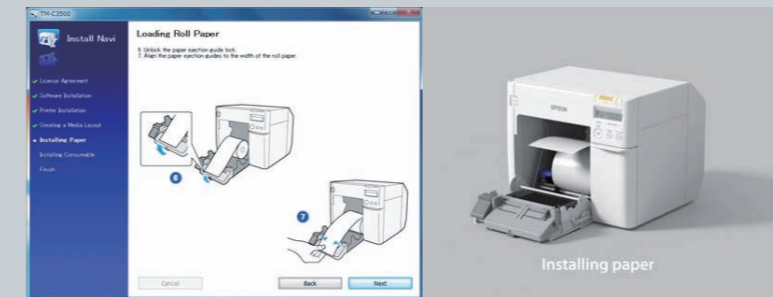 TM-C3500
Install Navi
License Agreement
Software Installation
Printer Installation
Creating a Media Layout
Installing Paper
Installing Consumable
Finish
Loading Roll Paper
6. Unlock the paper ejection guide lock.
7. Align the paper ejection guides to the width of the roll paper.
6
7
Cancel
Back
Next
EPSON
Installing paper